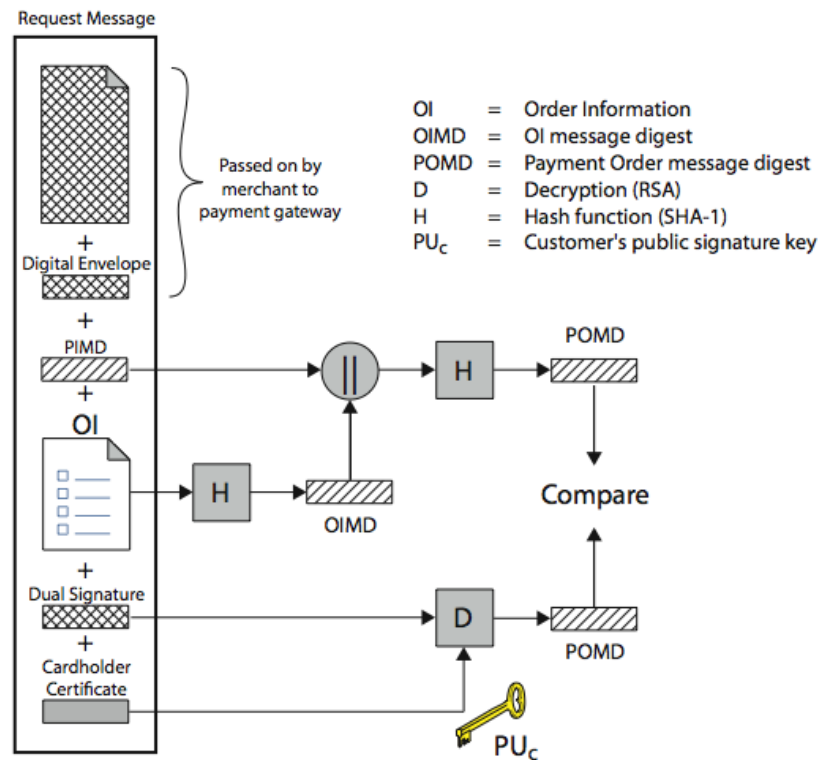 Request Message
Passed on by
merchant to
payment gateway
+
Digital Envelope
+
PIMD
+
OI
+
Dual Signature
+
Cardholder
Certificate
OI = Order Information
OIMD = OI message digest
POMD = Payment Order message digest
D = Decryption (RSA)
H = Hash function (SHA-1)
PUc = Customer's public signature key
||
H
POMD
H
OIMD
Compare
D
POMD
PUc